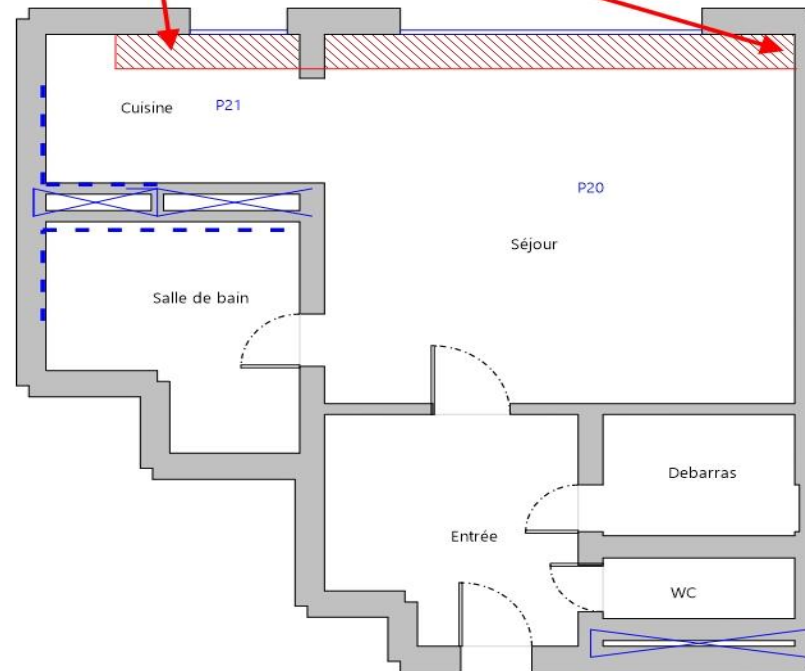 Cuisine
P21
P20
Séjour
Salle de bain
Debarras
Entrée
WC